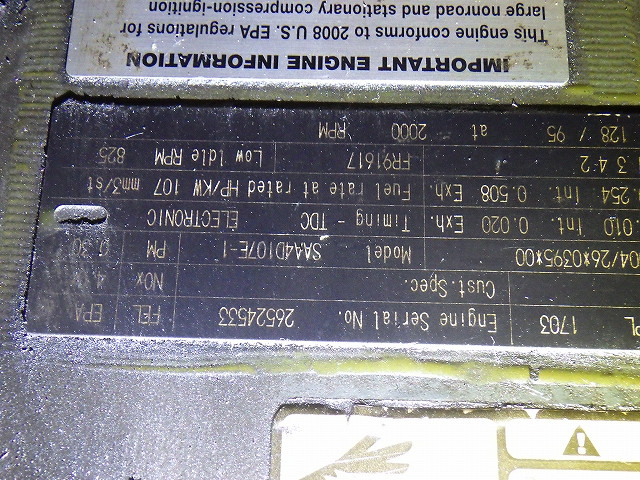 PL 1703 Engine Serial No. 26524533 FEL EPA
Cust.Spec. NOx
04/26*0395*00 Model SAA4D107E-1 PM 0.30
.010 Int. 0.020 Exh. Timing - TDC ELECTRONIC
.254 Int. 0.508 Exh. Fuel rate at rated HP/KW 107 mm3/st
3 4 2 FR91617 Low Idle RPM 825
128 / 95 at 2000 RPM
IMPORTANT ENGINE INFORMATION
This engine conforms to 2008 U.S. EPA regulations for
large nonroad and stationary compression-ignition